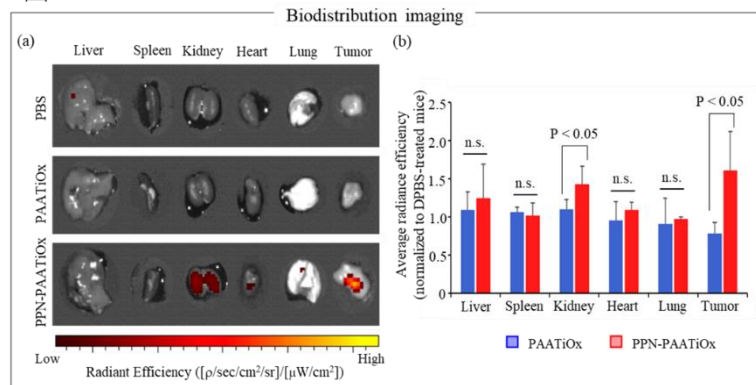 Biodistribution imaging
(a)
Liver Spleen Kidney Heart Lung Tumor
PBS
PAATiOx
PPN-PAATiOx
Low High
Radiant Efficiency ([ρ/sec/cm²/sr]/[μW/cm²])
(b)
Average radiance efficiency
(normalized to DPBS-treated mice)
2.5
2.0
1.5
1.0
0.5
0
n.s. n.s. P < 0.05 n.s. n.s. P < 0.05
Liver Spleen Kidney Heart Lung Tumor
PAATiOx PPN-PAATiOx